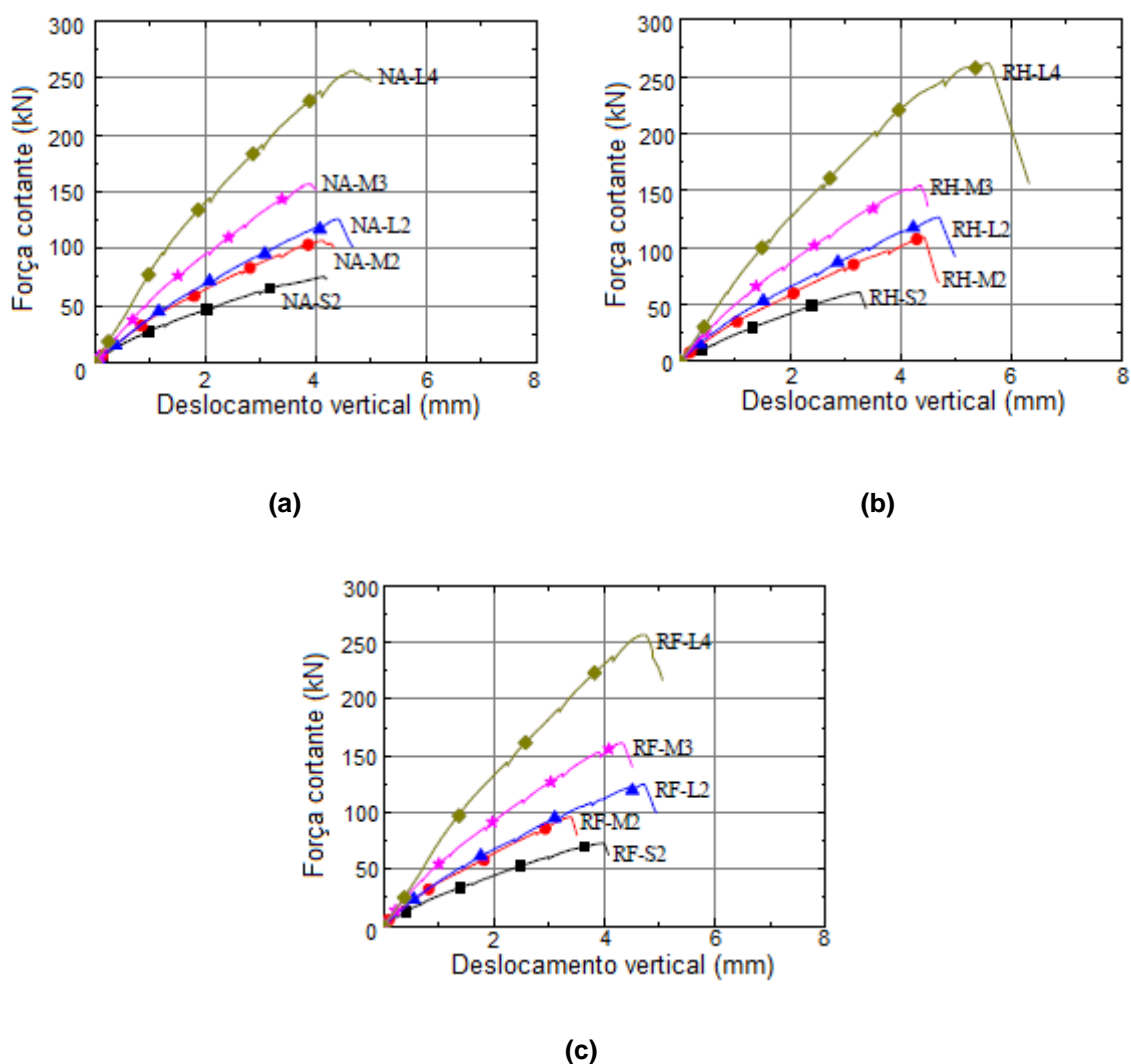 300
250
200
150
100
50
0
Força cortante (kN)
NA-L4
NA-M3
NA-L2
NA-M2
NA-S2
2 4 6 8
Deslocamento vertical (mm)
(a)
300
250
200
150
100
50
0
Força cortante (kN)
RH-L4
RH-M3
RH-L2
RH-M2
RH-S2
2 4 6 8
Deslocamento vertical (mm)
(b)
300
250
200
150
100
50
0
Força cortante (kN)
RF-L4
RF-M3
RF-L2
RF-M2
RF-S2
2 4 6 8
Deslocamento vertical (mm)
(c)